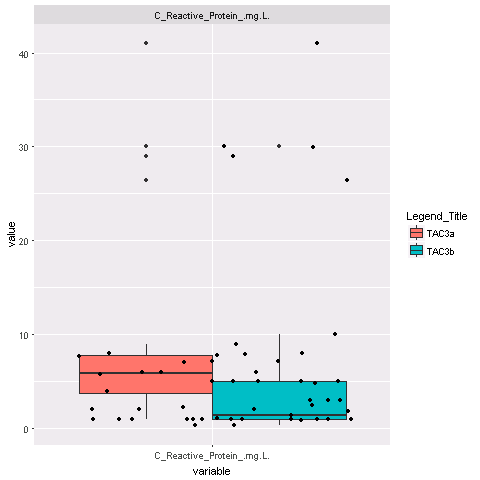 C_Reactive_Protein_.mg.L.
40
30
20
10
0
value
C_Reactive_Protein_.mg.L.
variable
Legend_Title
TAC3a
TAC3b